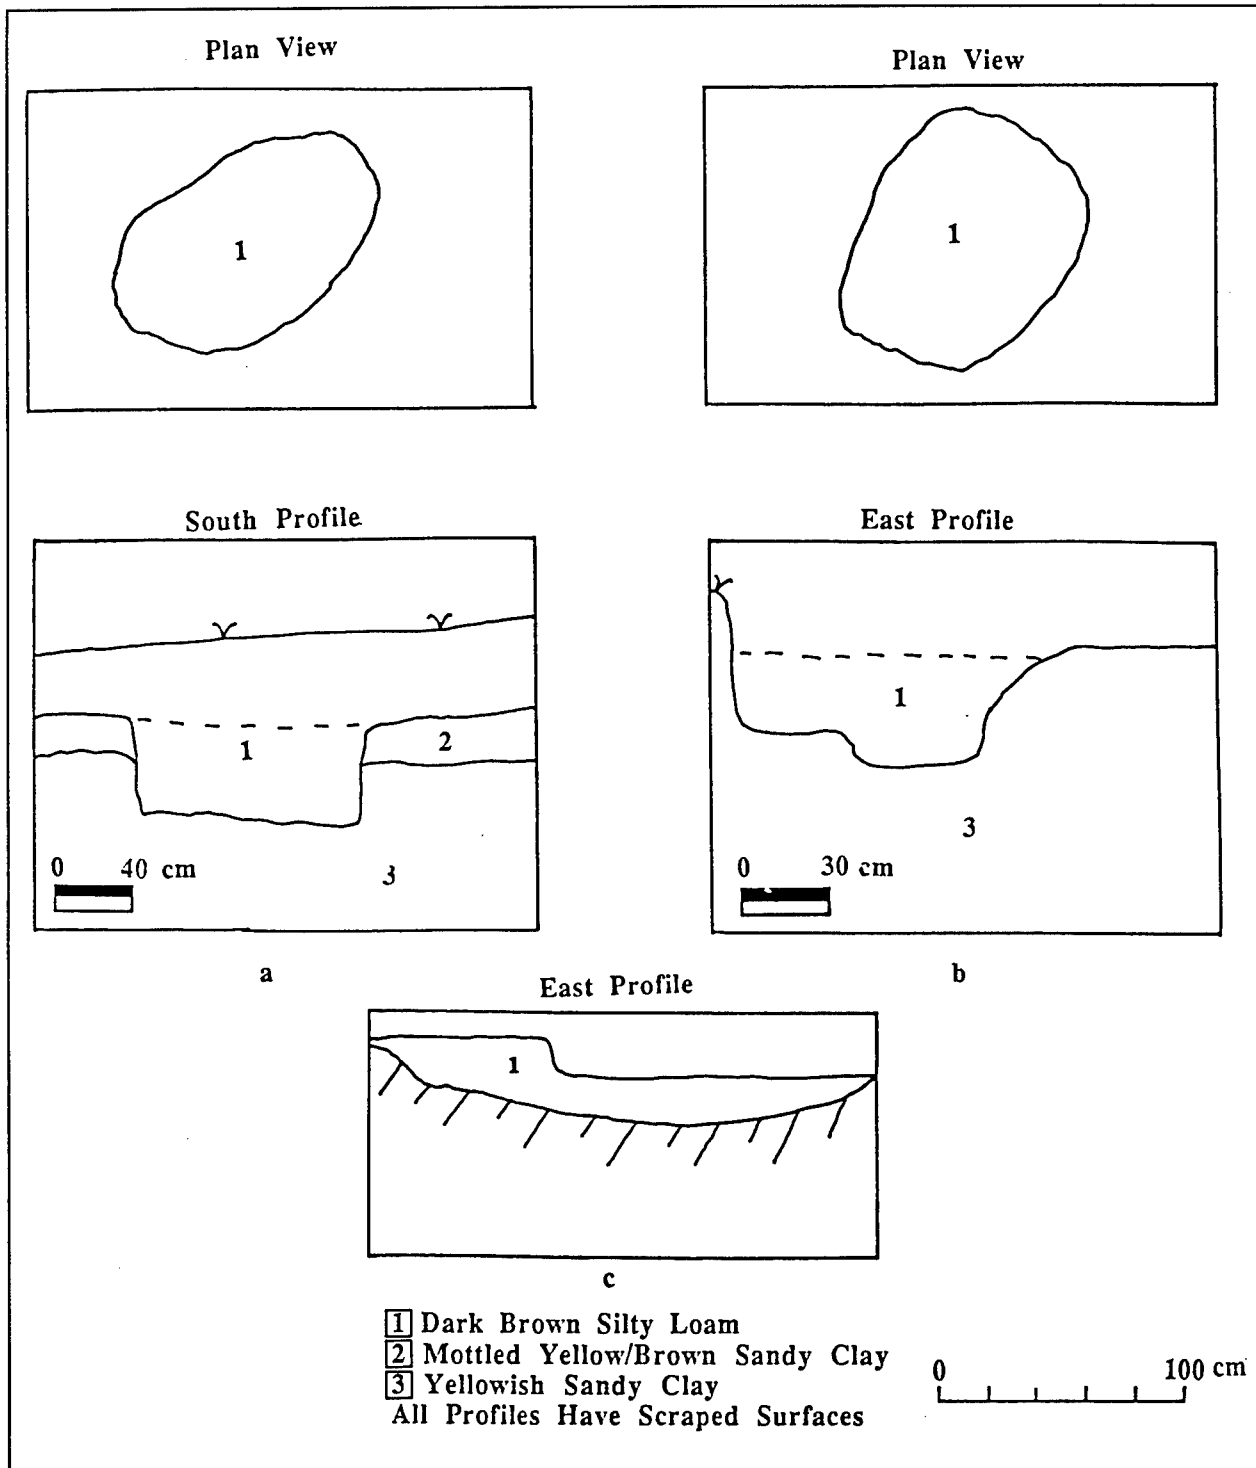 Plan View
Plan View
1
1
South Profile
East Profile
1
2
1
0 40 cm
3
0 30 cm
3
a
b
East Profile
1
c
1 Dark Brown Silty Loam
2 Mottled Yellow/Brown Sandy Clay
3 Yellowish Sandy Clay
All Profiles Have Scraped Surfaces
0 100 cm